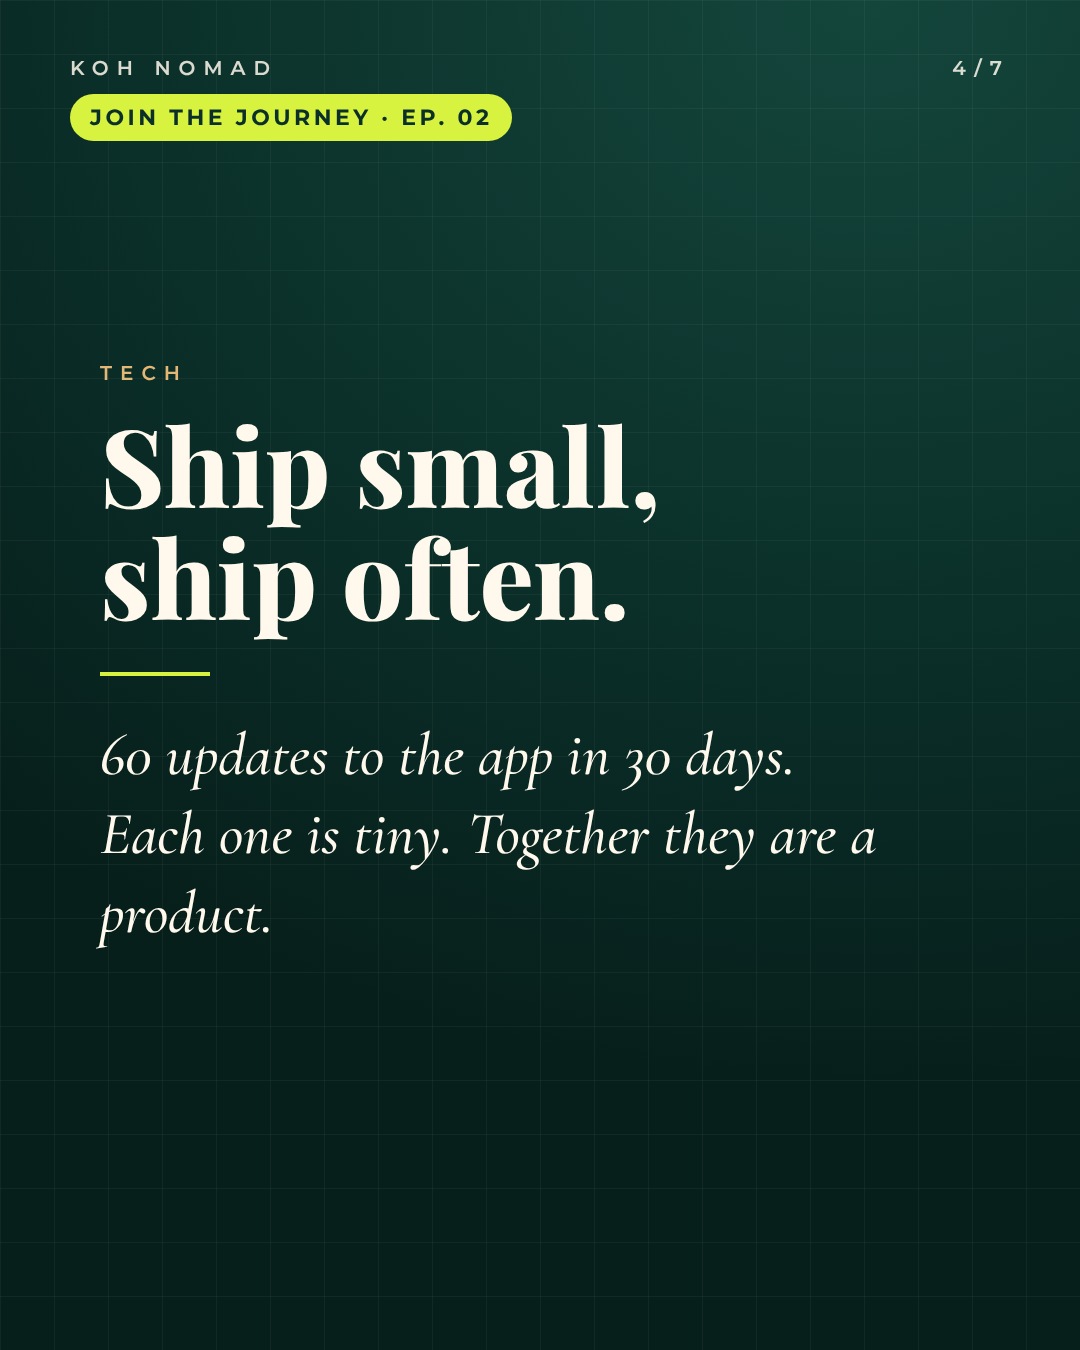 KOH NOMAD
4/7
JOIN THE JOURNEY · EP. 02
TECH
Ship small,
ship often.
60 updates to the app in 30 days.
Each one is tiny. Together they are a
product.